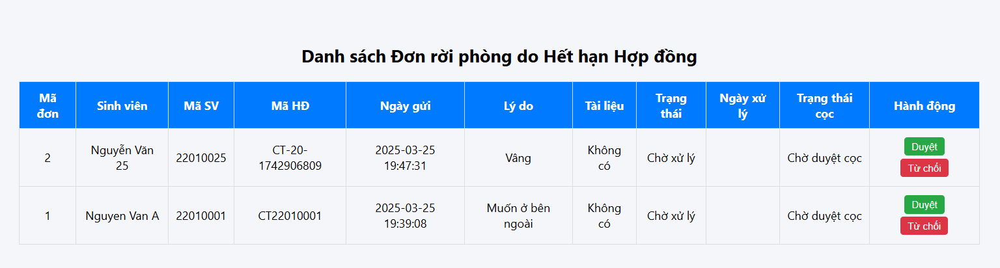 Danh sách Đơn rời phòng do Hết hạn Hợp đồng
Mã đơn Sinh viên Mã SV Mã HĐ Ngày gửi Lý do Tài liệu Trạng thái Ngày xử lý Trạng thái cọc Hành động
2 Nguyễn Văn 25 22010025 CT-20-1742906809 2025-03-25 19:47:31 Vâng Không có Chờ xử lý Chờ duyệt cọc Duyệt Từ chối
1 Nguyen Van A 22010001 CT22010001 2025-03-25 19:39:08 Muốn ở bên ngoài Không có Chờ xử lý Chờ duyệt cọc Duyệt Từ chối